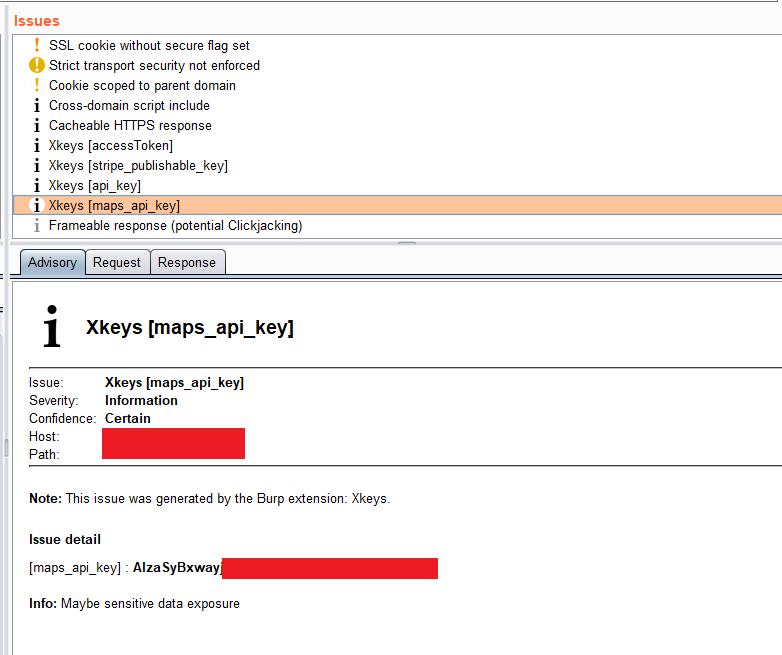 Issues
SSL cookie without secure flag set
Strict transport security not enforced
Cookie scoped to parent domain
Cross-domain script include
Cacheable HTTPS response
Xkeys [accessToken]
Xkeys [stripe_publishable_key]
Xkeys [api_key]
Xkeys [maps_api_key]
Frameable response (potential Clickjacking)
Advisory Request Response
Xkeys [maps_api_key]
Issue: Xkeys [maps_api_key]
Severity: Information
Confidence: Certain
Host:
Path:
Note: This issue was generated by the Burp extension: Xkeys.
Issue detail
[maps_api_key] : AIzaSyBxwayj
Info: Maybe sensitive data exposure